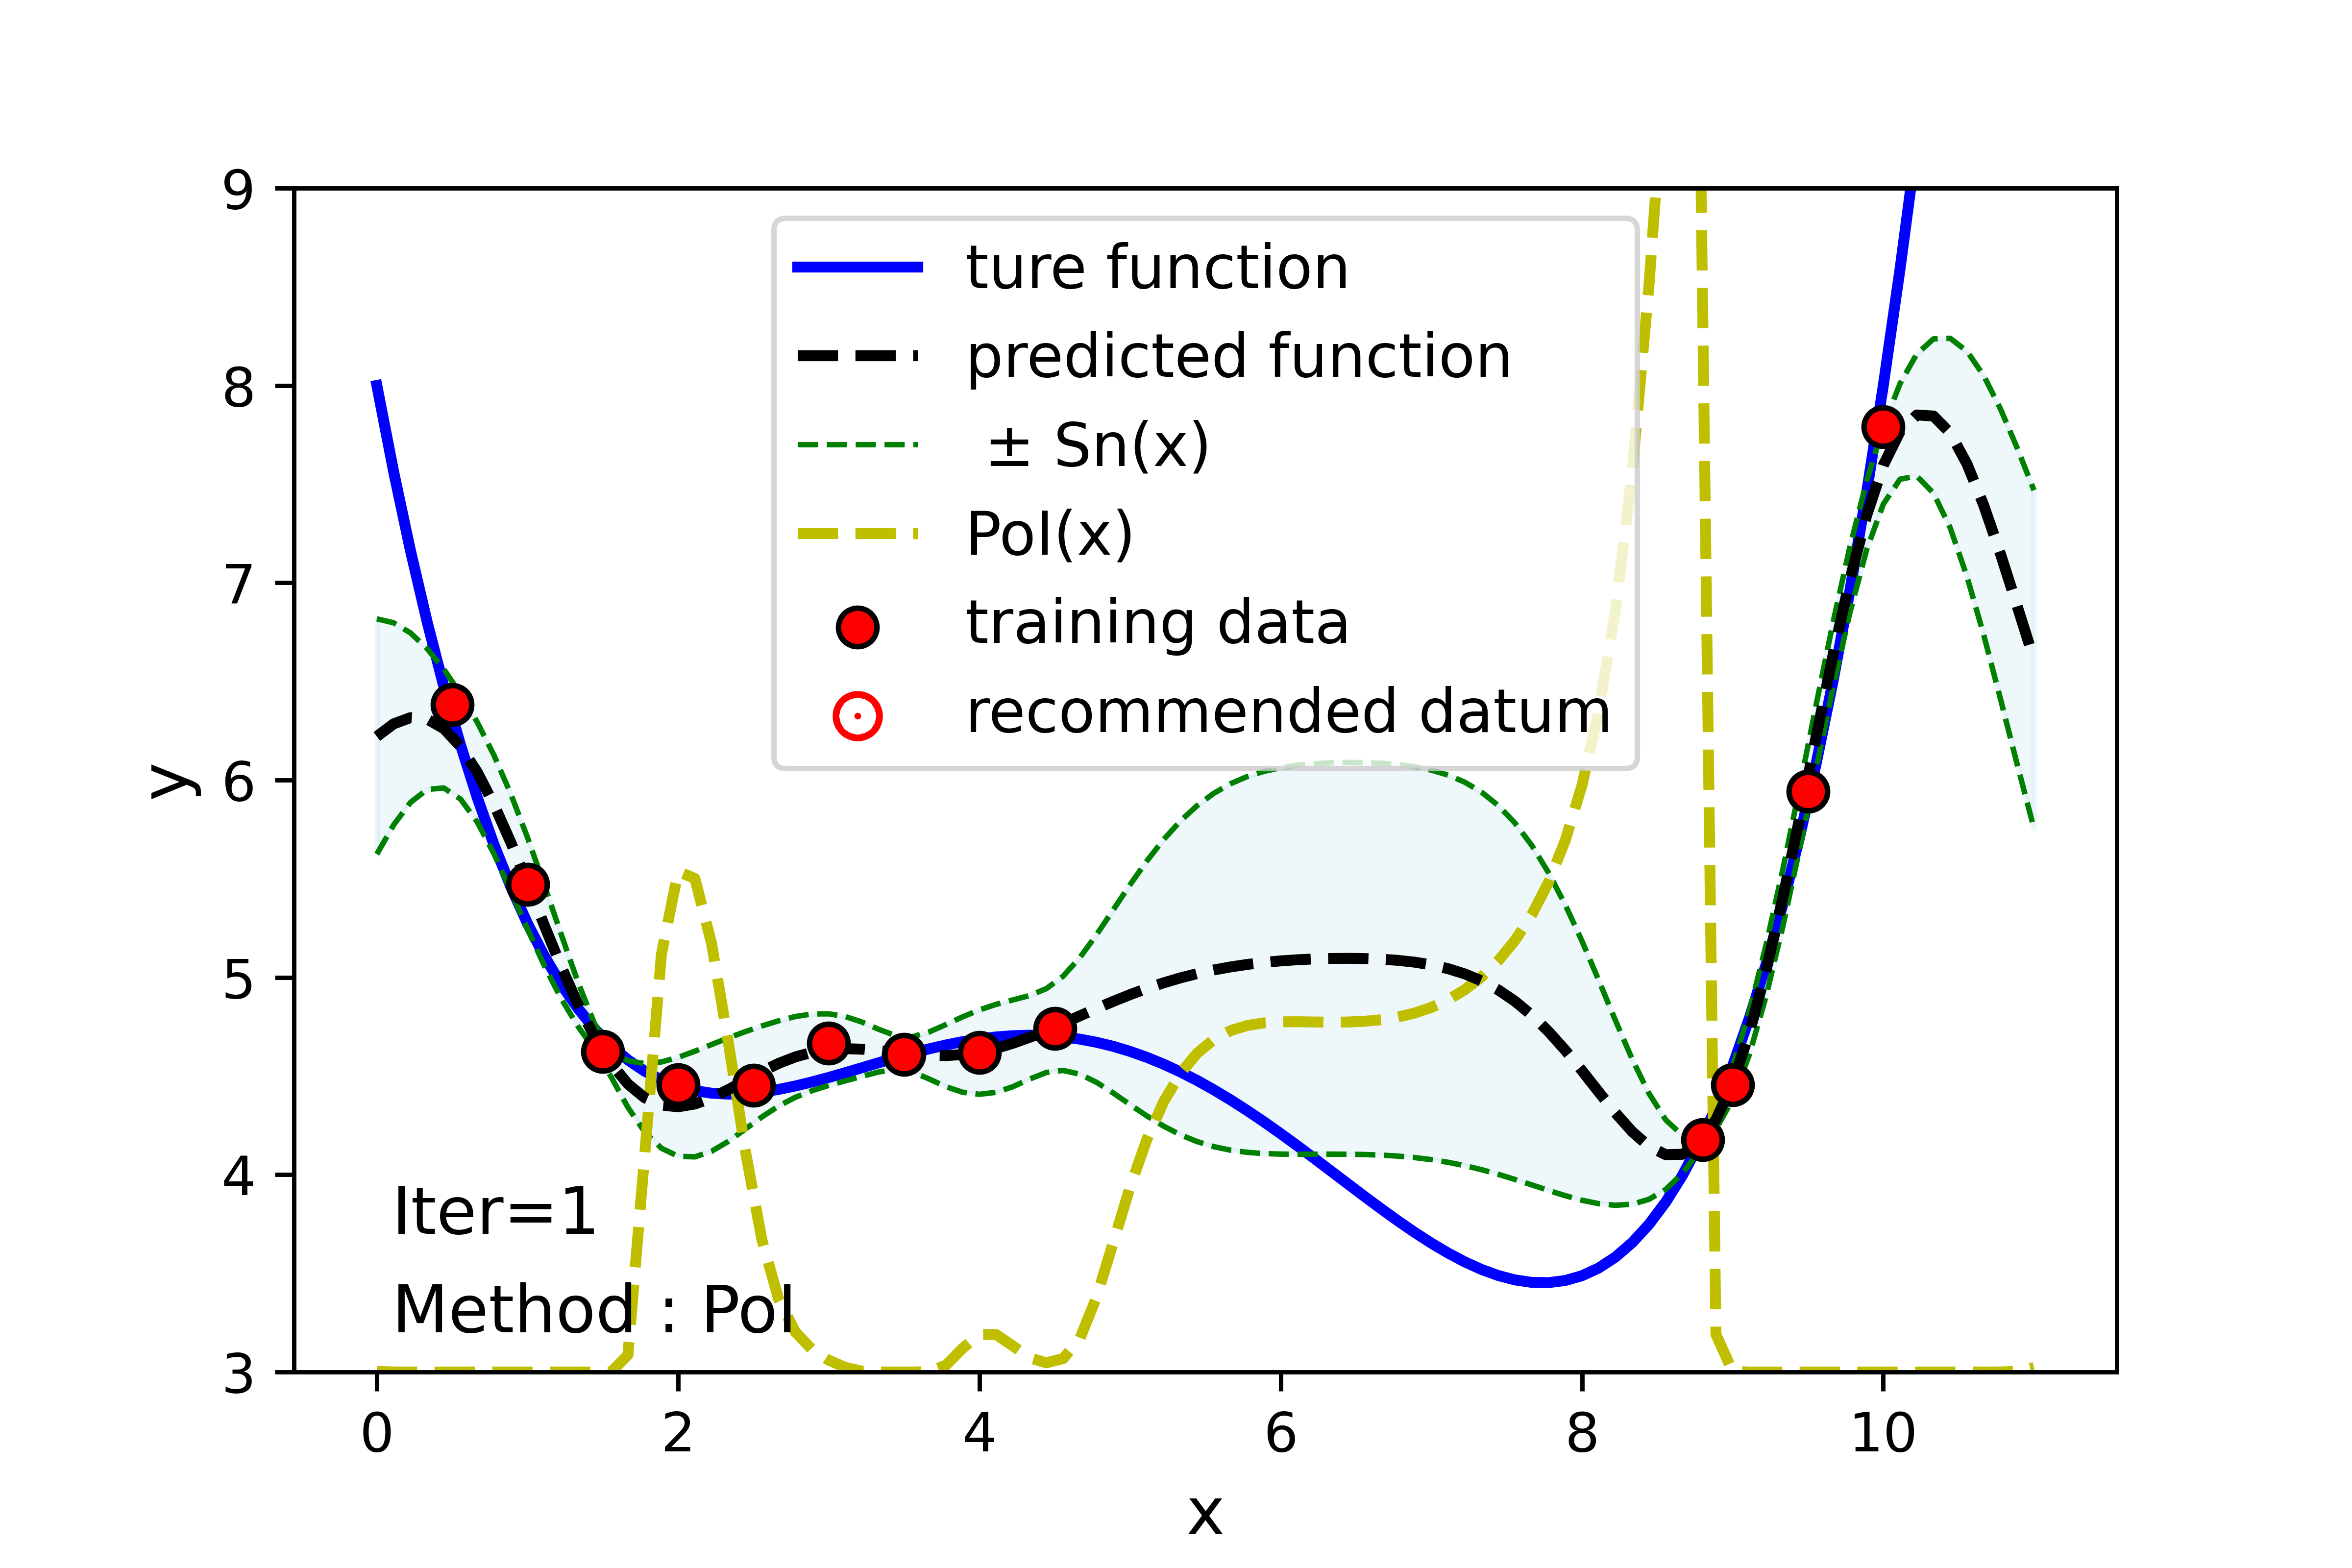 9
8
7
6
5
4
3
y
ture function
predicted function
± Sn(x)
PoI(x)
training data
recommended datum
Iter=1
Method : PoI
0 2 4 6 8 10
x